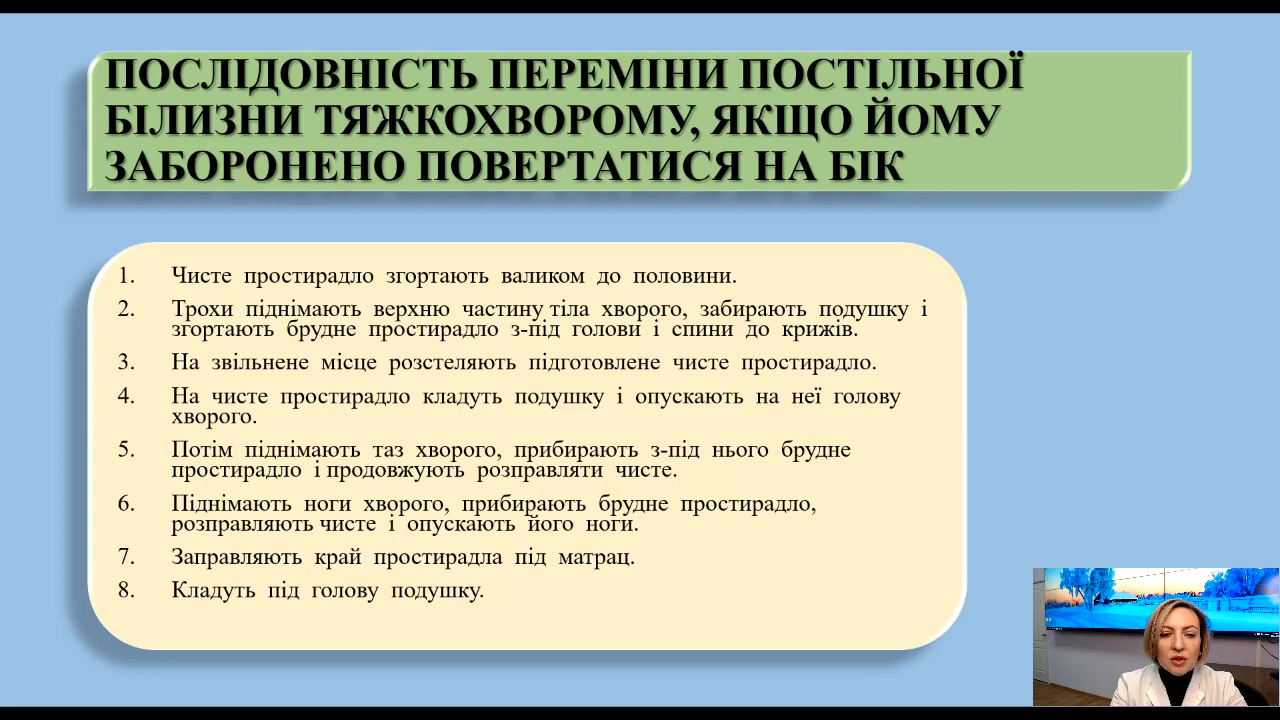 ПОСЛІДОВНІСТЬ ПЕРЕМІНИ ПОСТІЛЬНОЇ
БІЛИЗНИ ТЯЖКОХВОРОМУ, ЯКЩО ЙОМУ
ЗАБОРОНЕНО ПОВЕРТАТИСЯ НА БІК
1. Чисте простирадло згортають валиком до половини.
2. Трохи піднімають верхню частину тіла хворого, забирають подушку і
згортають брудне простирадло з-під голови і спини до крижів.
3. На звільнене місце розстеляють підготовлене чисте простирадло.
4. На чисте простирадло кладуть подушку і опускають на неї голову
хворого.
5. Потім піднімають таз хворого, прибирають з-під нього брудне
простирадло і продовжують розправляти чисте.
6. Піднімають ноги хворого, прибирають брудне простирадло,
розправляють чисте і опускають його ноги.
7. Заправляють край простирадла під матрац.
8. Кладуть під голову подушку.